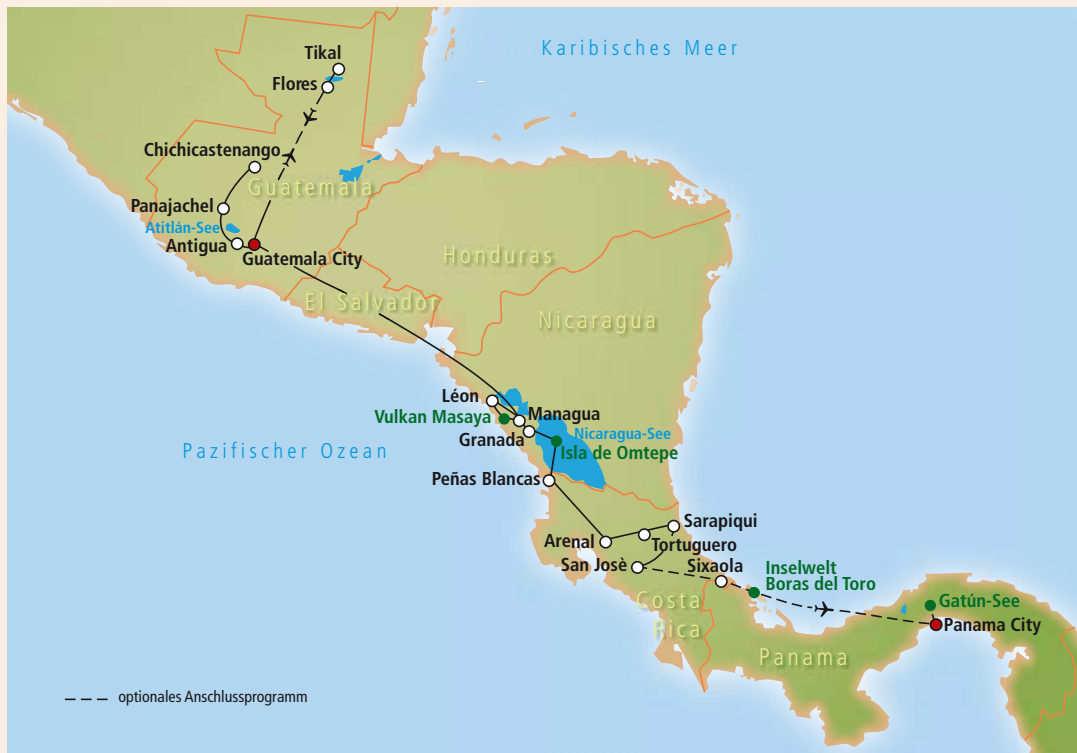 Karibisches Meer
Tikal
Flores
Chichicastenango
Guatemala
Panajachel
Atitlán-See
Antigua
Guatemala City
Honduras
El Salvador
Nicaragua
Léon
Vulkan Masaya
Managua
Granada
Nicaragua-See
Isla de Omtepe
Pazifischer Ozean
Peñas Blancas
Sarapiqui
Arenal
Tortuguero
San Josè
Sixaola
Inselwelt
Boras del Toro
Costa
Rica
Gatún-See
Panama City
Panama
optionales Anschlussprogramm